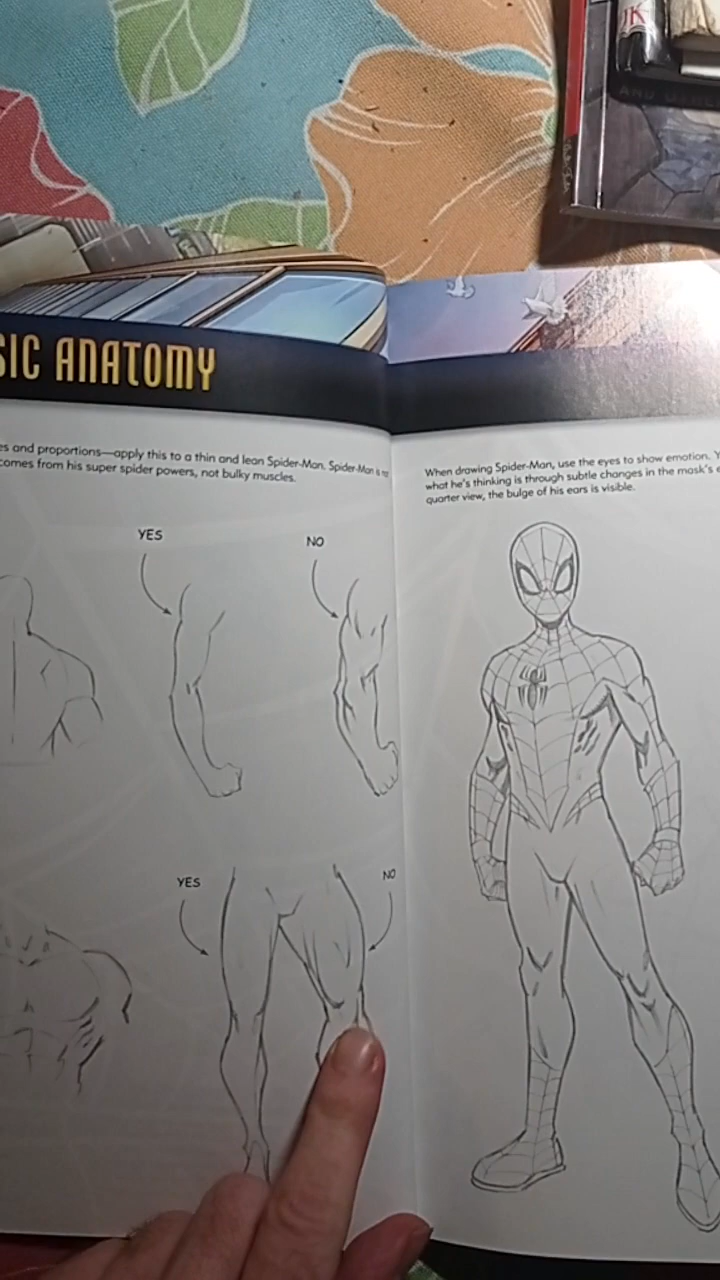 SIC ANATOMY
es and proportions—apply this to a thin and lean Spider-Man. Spider-Man is
comes from his super spider powers, not bulky muscles.
YES
NO
YES
NO
When drawing Spider-Man, use the eyes to show emotion.
what he's thinking is through subtle changes in the mask's
quarter view, the bulge of his ears is visible.